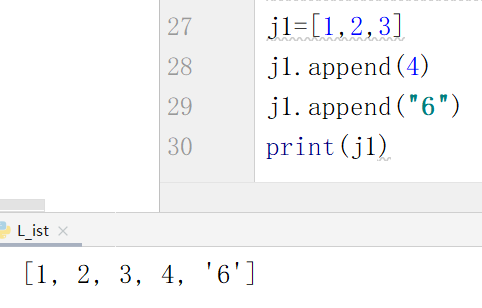 27 j1=[1,2,3]
28 j1.append(4)
29 j1.append("6")
30 print(j1)
L_ist ×
[1, 2, 3, 4, '6']